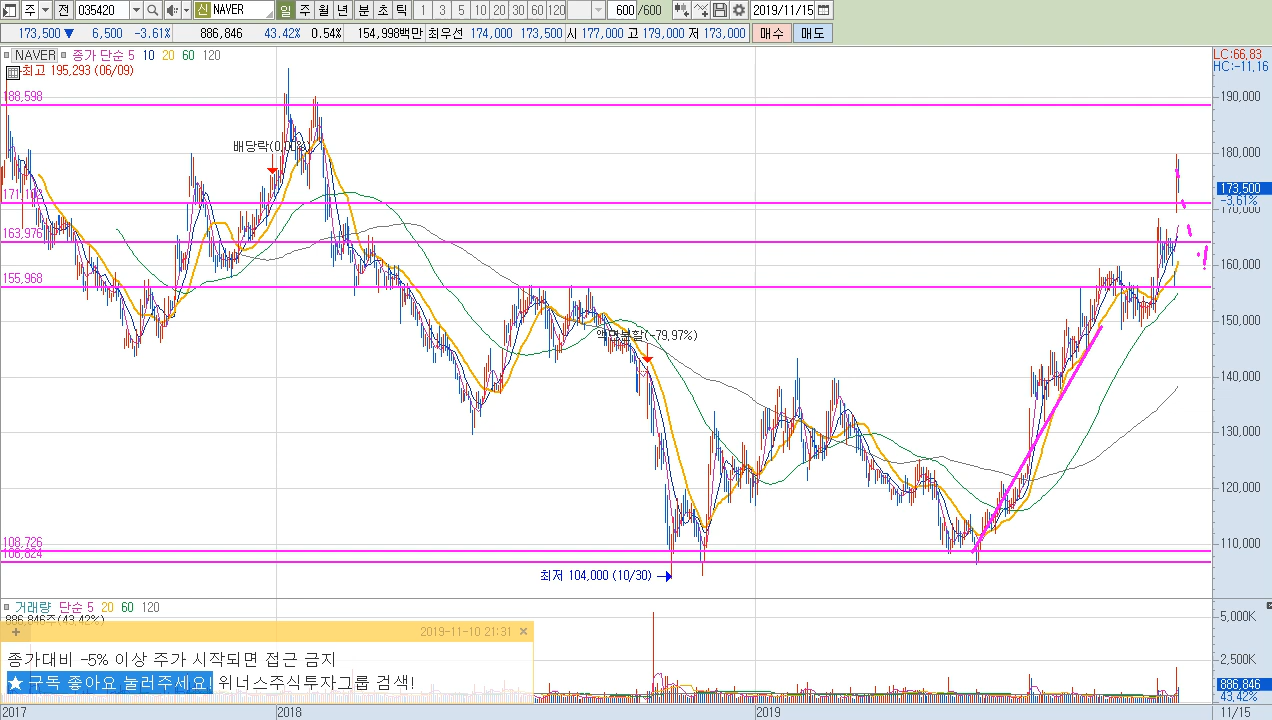 주 전 035420 신 NAVER 일 주 월 년 분 초 틱 1 3 5 10 20 30 60 120 600 /600 2019/11/15
173,500 ▼ 6,500 -3.61% 886,846 43.42% 0.54% 154,998백만 최우선 174,000 173,500 시 177,000 고 179,000 저 173,000 매수 매도
NAVER 종가 단순 5 10 20 60 120
LC:66.83
최고 195,293 (06/09)
HC:-11.16
188,598
190,000
배당락(0.00%)
180,000
173,500
-3.61%
170,000
163,976
160,000
155,968
150,000
액면분할(-79.97%)
140,000
130,000
120,000
108,726
110,000
106,824
최저 104,000 (10/30)
거래량 단순 5 20 60 120
886,846주(43.42%)
5,000K
+ 2019-11-10 21:31 ×
종가대비 -5% 이상 주가 시작되면 접근 금지
2,500K
★ 구독 좋아요 눌러주세요! 위너스주식투자그룹 검색!
886,846
43.42%
2017 2018 2019 11/15